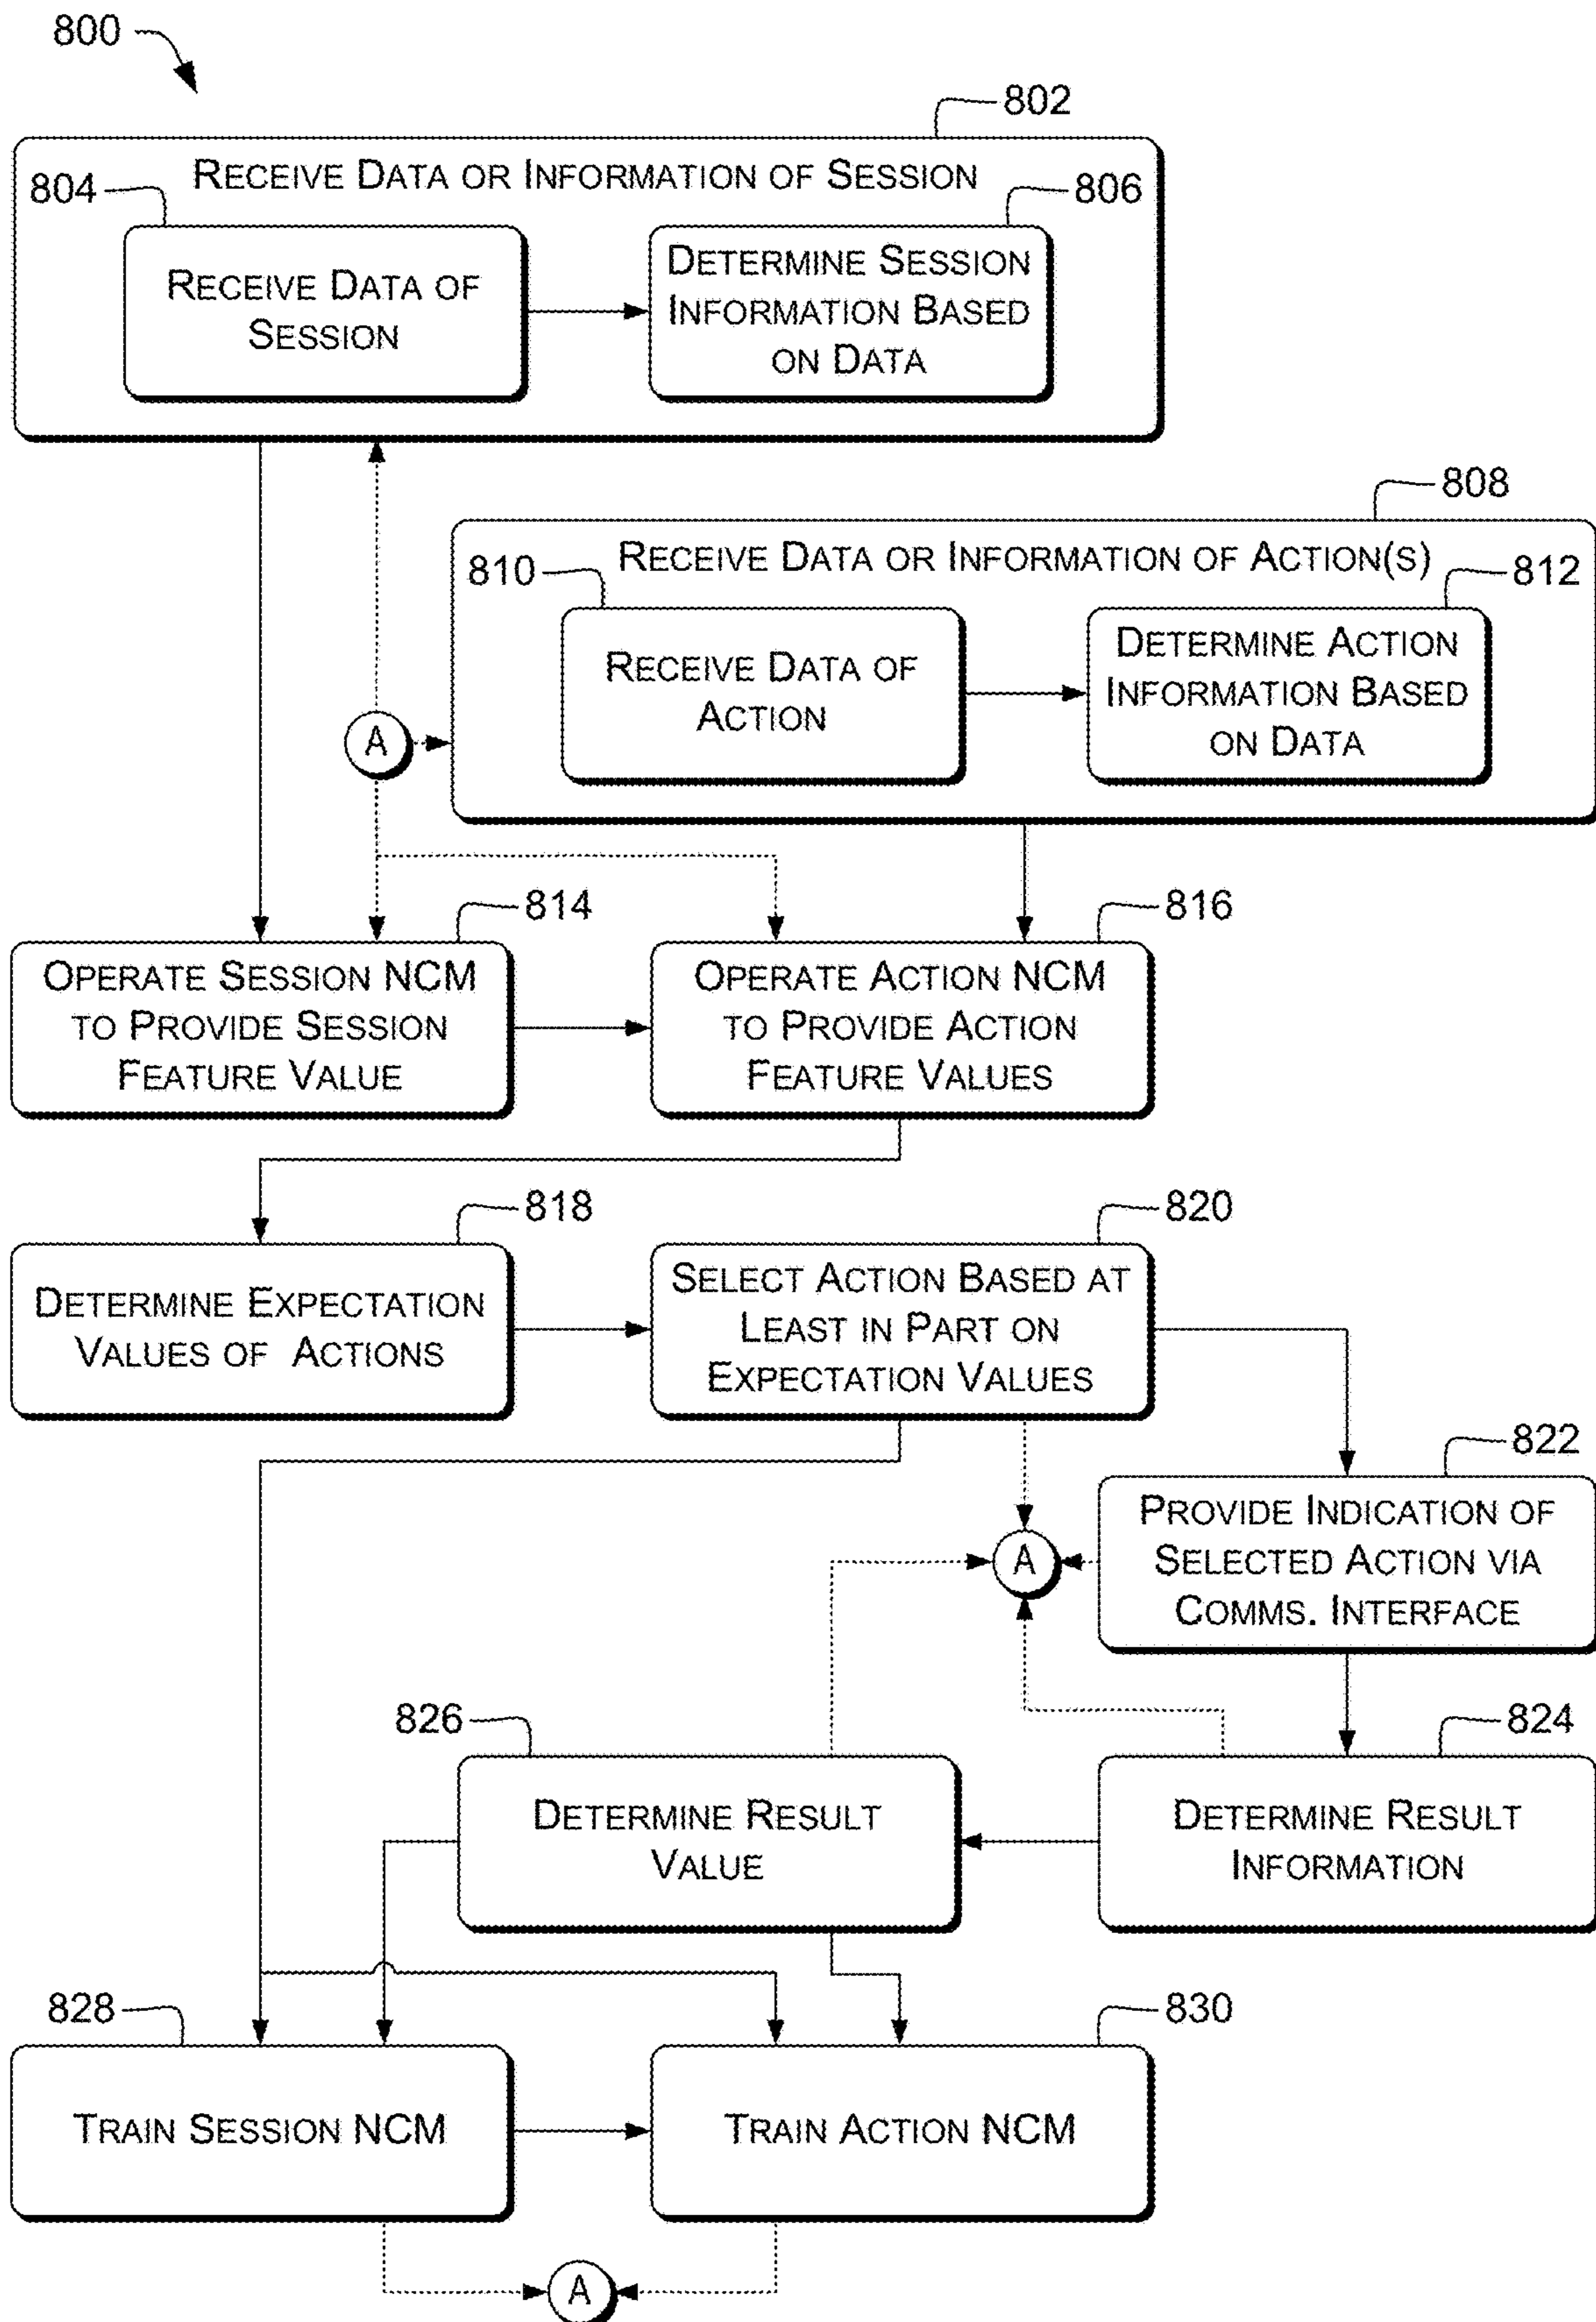 800
802
RECEIVE DATA OR INFORMATION OF SESSION
804
806
RECEIVE DATA OF
SESSION
DETERMINE SESSION
INFORMATION BASED
ON DATA
808
RECEIVE DATA OR INFORMATION OF ACTION(S)
810
812
RECEIVE DATA OF
ACTION
DETERMINE ACTION
INFORMATION BASED
ON DATA
A
814
OPERATE SESSION NCM
TO PROVIDE SESSION
FEATURE VALUE
816
OPERATE ACTION NCM
TO PROVIDE ACTION
FEATURE VALUES
818
DETERMINE EXPECTATION
VALUES OF ACTIONS
820
SELECT ACTION BASED AT
LEAST IN PART ON
EXPECTATION VALUES
822
PROVIDE INDICATION OF
SELECTED ACTION VIA
COMMS. INTERFACE
A
824
DETERMINE RESULT
INFORMATION
826
DETERMINE RESULT
VALUE
828
TRAIN SESSION NCM
830
TRAIN ACTION NCM
A